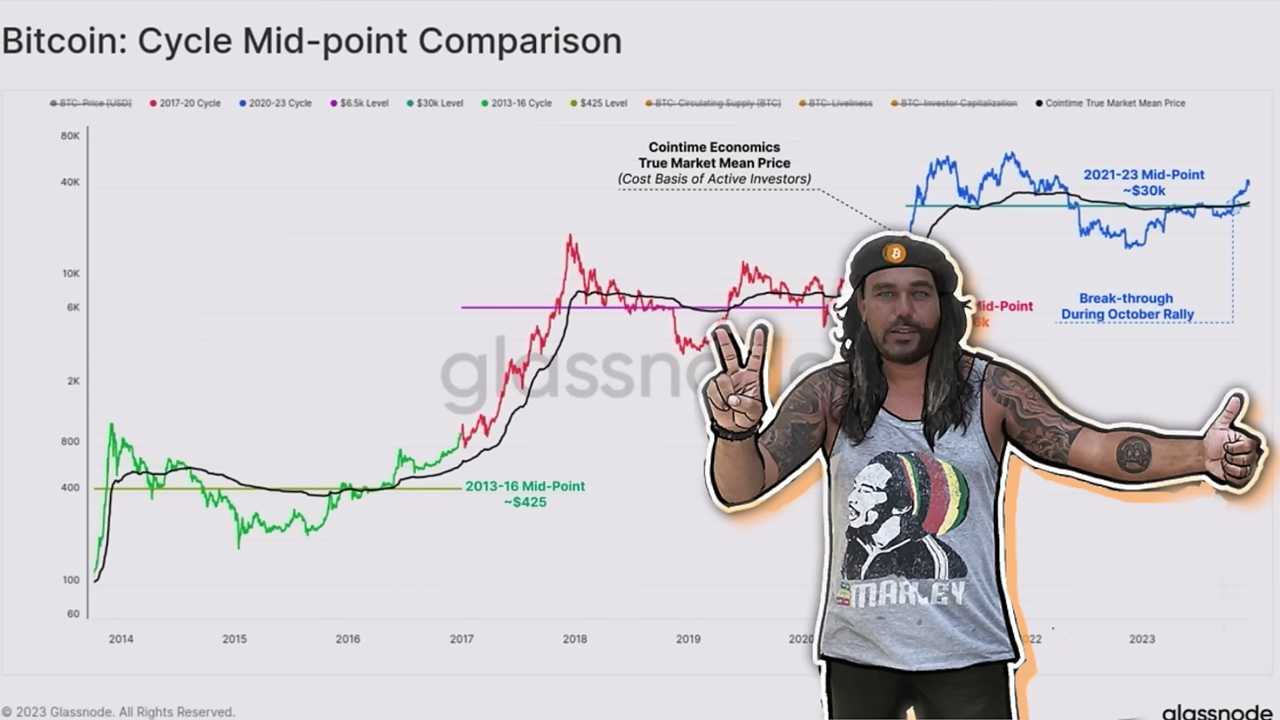 Bitcoin: Cycle Mid-point Comparison
BTC: Price [USD] 2017-20 Cycle 2020-23 Cycle $6.5k Level $30k Level 2013-16 Cycle $425 Level BTC: Circulating Supply [BTC] BTC: Liveliness BTC: Investor Capitalization Cointime True Market Mean Price
80K
40K
10K
6K
2K
800
400
100
60
Cointime Economics
True Market Mean Price
(Cost Basis of Active Investors)
2021-23 Mid-Point
~$30k
Mid-Point
Break-through
During October Rally
glassno
2013-16 Mid-Point
~$425
MARLEY
2014 2015 2016 2017 2018 2019 2020 2023
© 2023 Glassnode. All Rights Reserved.
glassnode